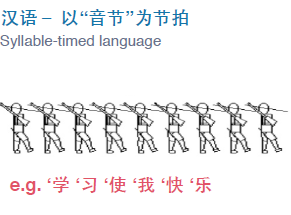 汉语 – 以“音节”为节拍
Syllable-timed language
e.g. ‘学 ‘习 ‘使 ‘我 ‘快 ‘乐